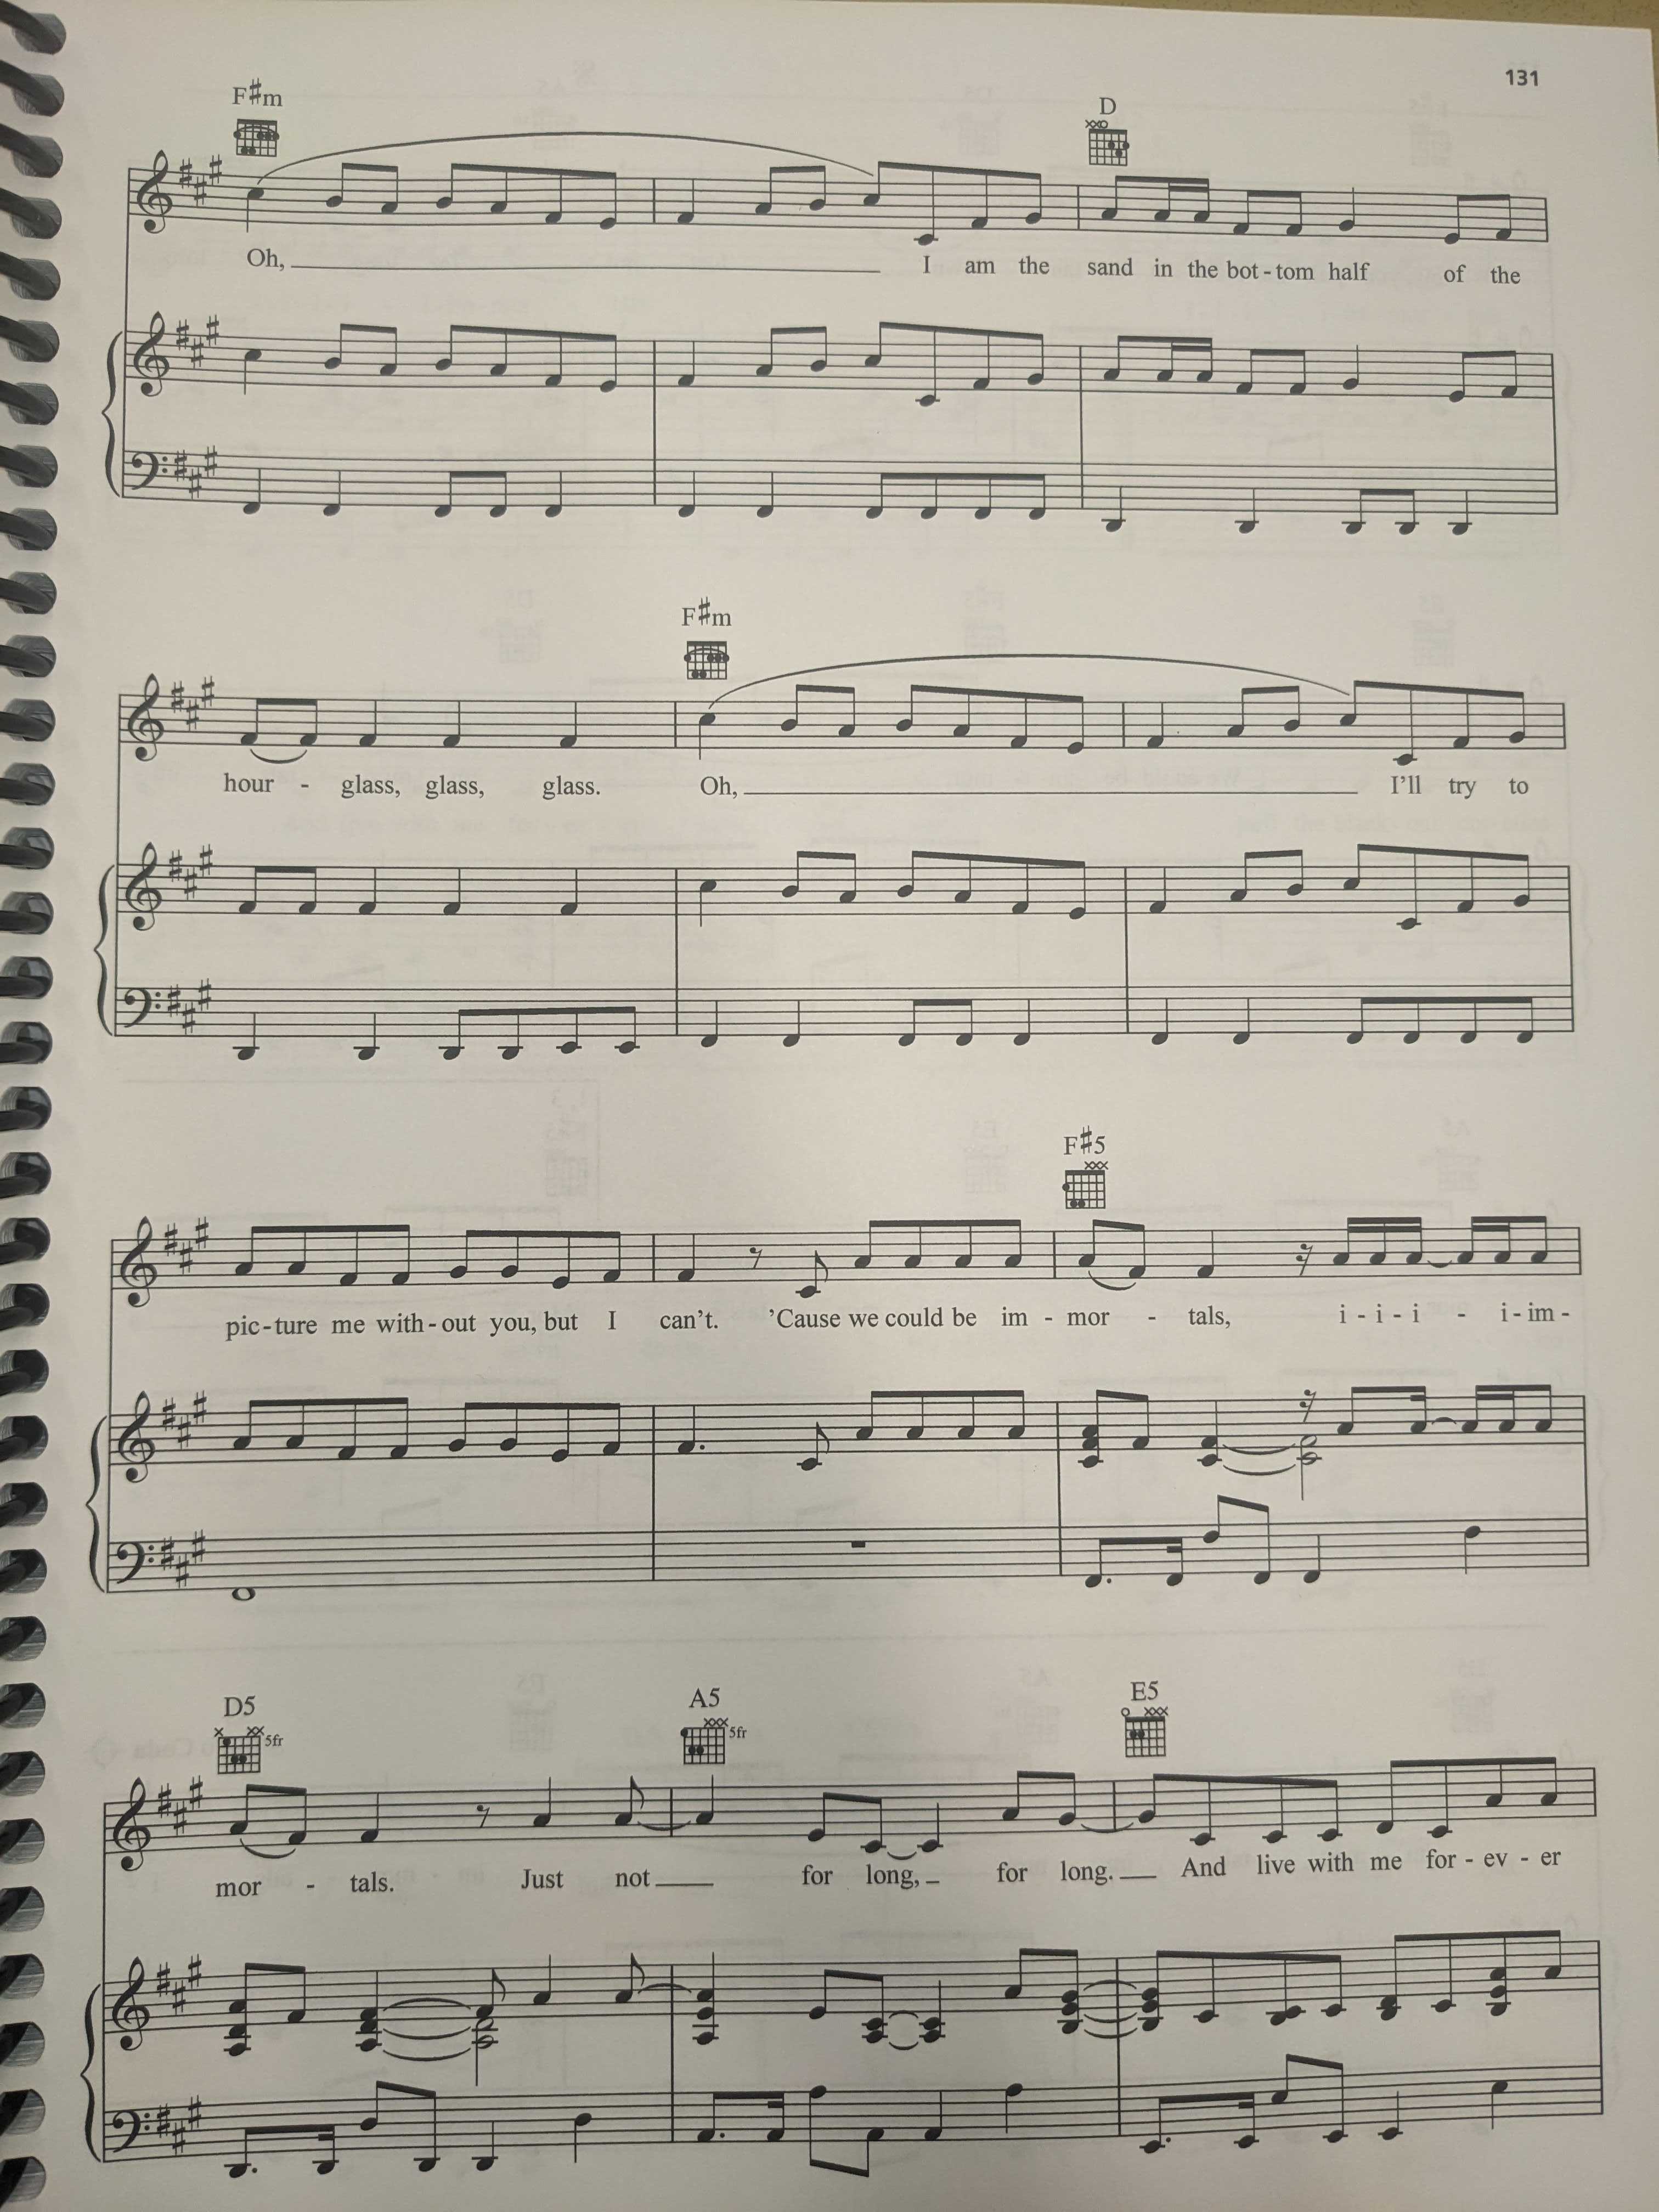 131
F#m D
Oh, I am the sand in the bot - tom half of the
F#m
hour - glass, glass, glass. Oh, I'll try to
F#5
pic - ture me with - out you, but I can't. 'Cause we could be im - mor - tals, i - i - i - i - im -
D5 A5 E5
5fr 5fr
mor - tals. Just not for long, for long. And live with me for - ev - er